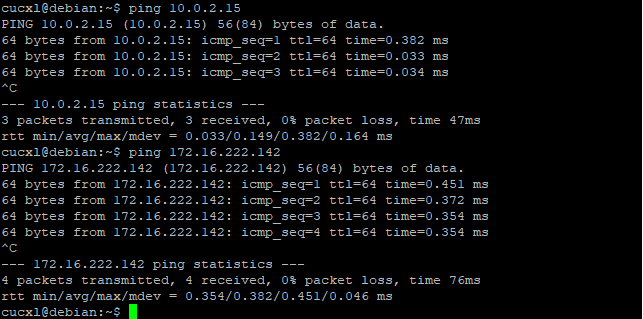 cucxl@debian:~$ ping 10.0.2.15
PING 10.0.2.15 (10.0.2.15) 56(84) bytes of data.
64 bytes from 10.0.2.15: icmp_seq=1 ttl=64 time=0.382 ms
64 bytes from 10.0.2.15: icmp_seq=2 ttl=64 time=0.033 ms
64 bytes from 10.0.2.15: icmp_seq=3 ttl=64 time=0.034 ms
^C
--- 10.0.2.15 ping statistics ---
3 packets transmitted, 3 received, 0% packet loss, time 47ms
rtt min/avg/max/mdev = 0.033/0.149/0.382/0.164 ms
cucxl@debian:~$ ping 172.16.222.142
PING 172.16.222.142 (172.16.222.142) 56(84) bytes of data.
64 bytes from 172.16.222.142: icmp_seq=1 ttl=64 time=0.451 ms
64 bytes from 172.16.222.142: icmp_seq=2 ttl=64 time=0.372 ms
64 bytes from 172.16.222.142: icmp_seq=3 ttl=64 time=0.354 ms
64 bytes from 172.16.222.142: icmp_seq=4 ttl=64 time=0.354 ms
^C
--- 172.16.222.142 ping statistics ---
4 packets transmitted, 4 received, 0% packet loss, time 76ms
rtt min/avg/max/mdev = 0.354/0.382/0.451/0.046 ms
cucxl@debian:~$